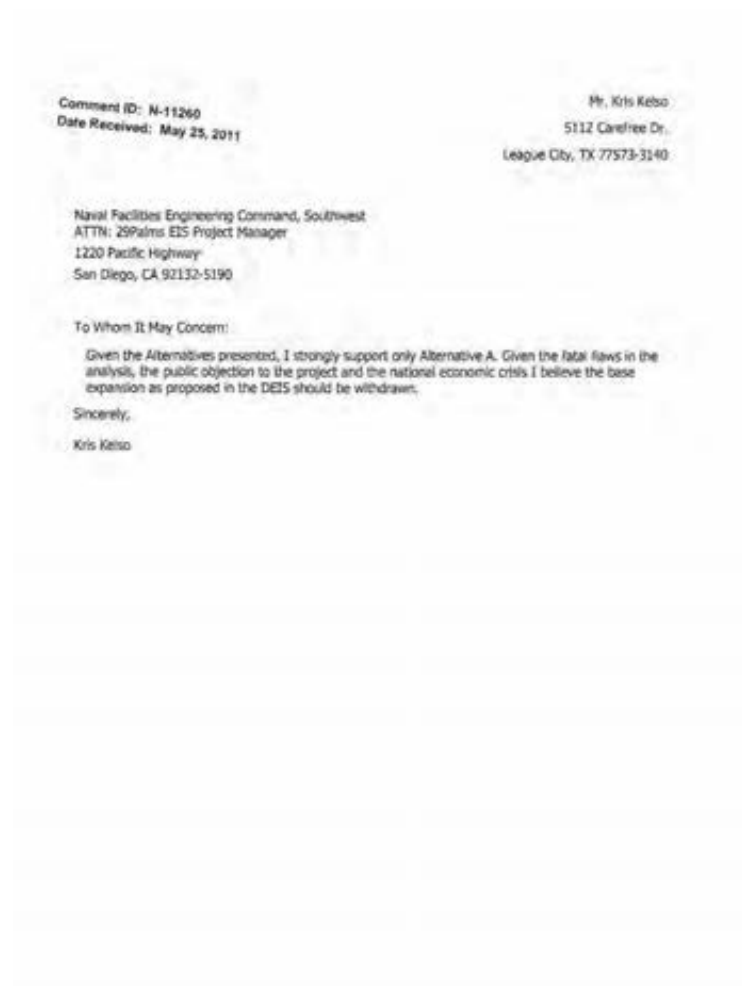 Comment ID: N-11260
Date Received: May 25, 2011
Mr. Kris Kelso
5112 Carefree Dr.
League City, TX 77573-3140
Naval Facilities Engineering Command, Southwest
ATTN: 29Palms EIS Project Manager
1220 Pacific Highway
San Diego, CA 92132-5190
To Whom It May Concern:
Given the Alternatives presented, I strongly support only Alternative A. Given the fatal flaws in the
analysis, the public objection to the project and the national economic crisis I believe the base
expansion as proposed in the DEIS should be withdrawn.
Sincerely,
Kris Kelso